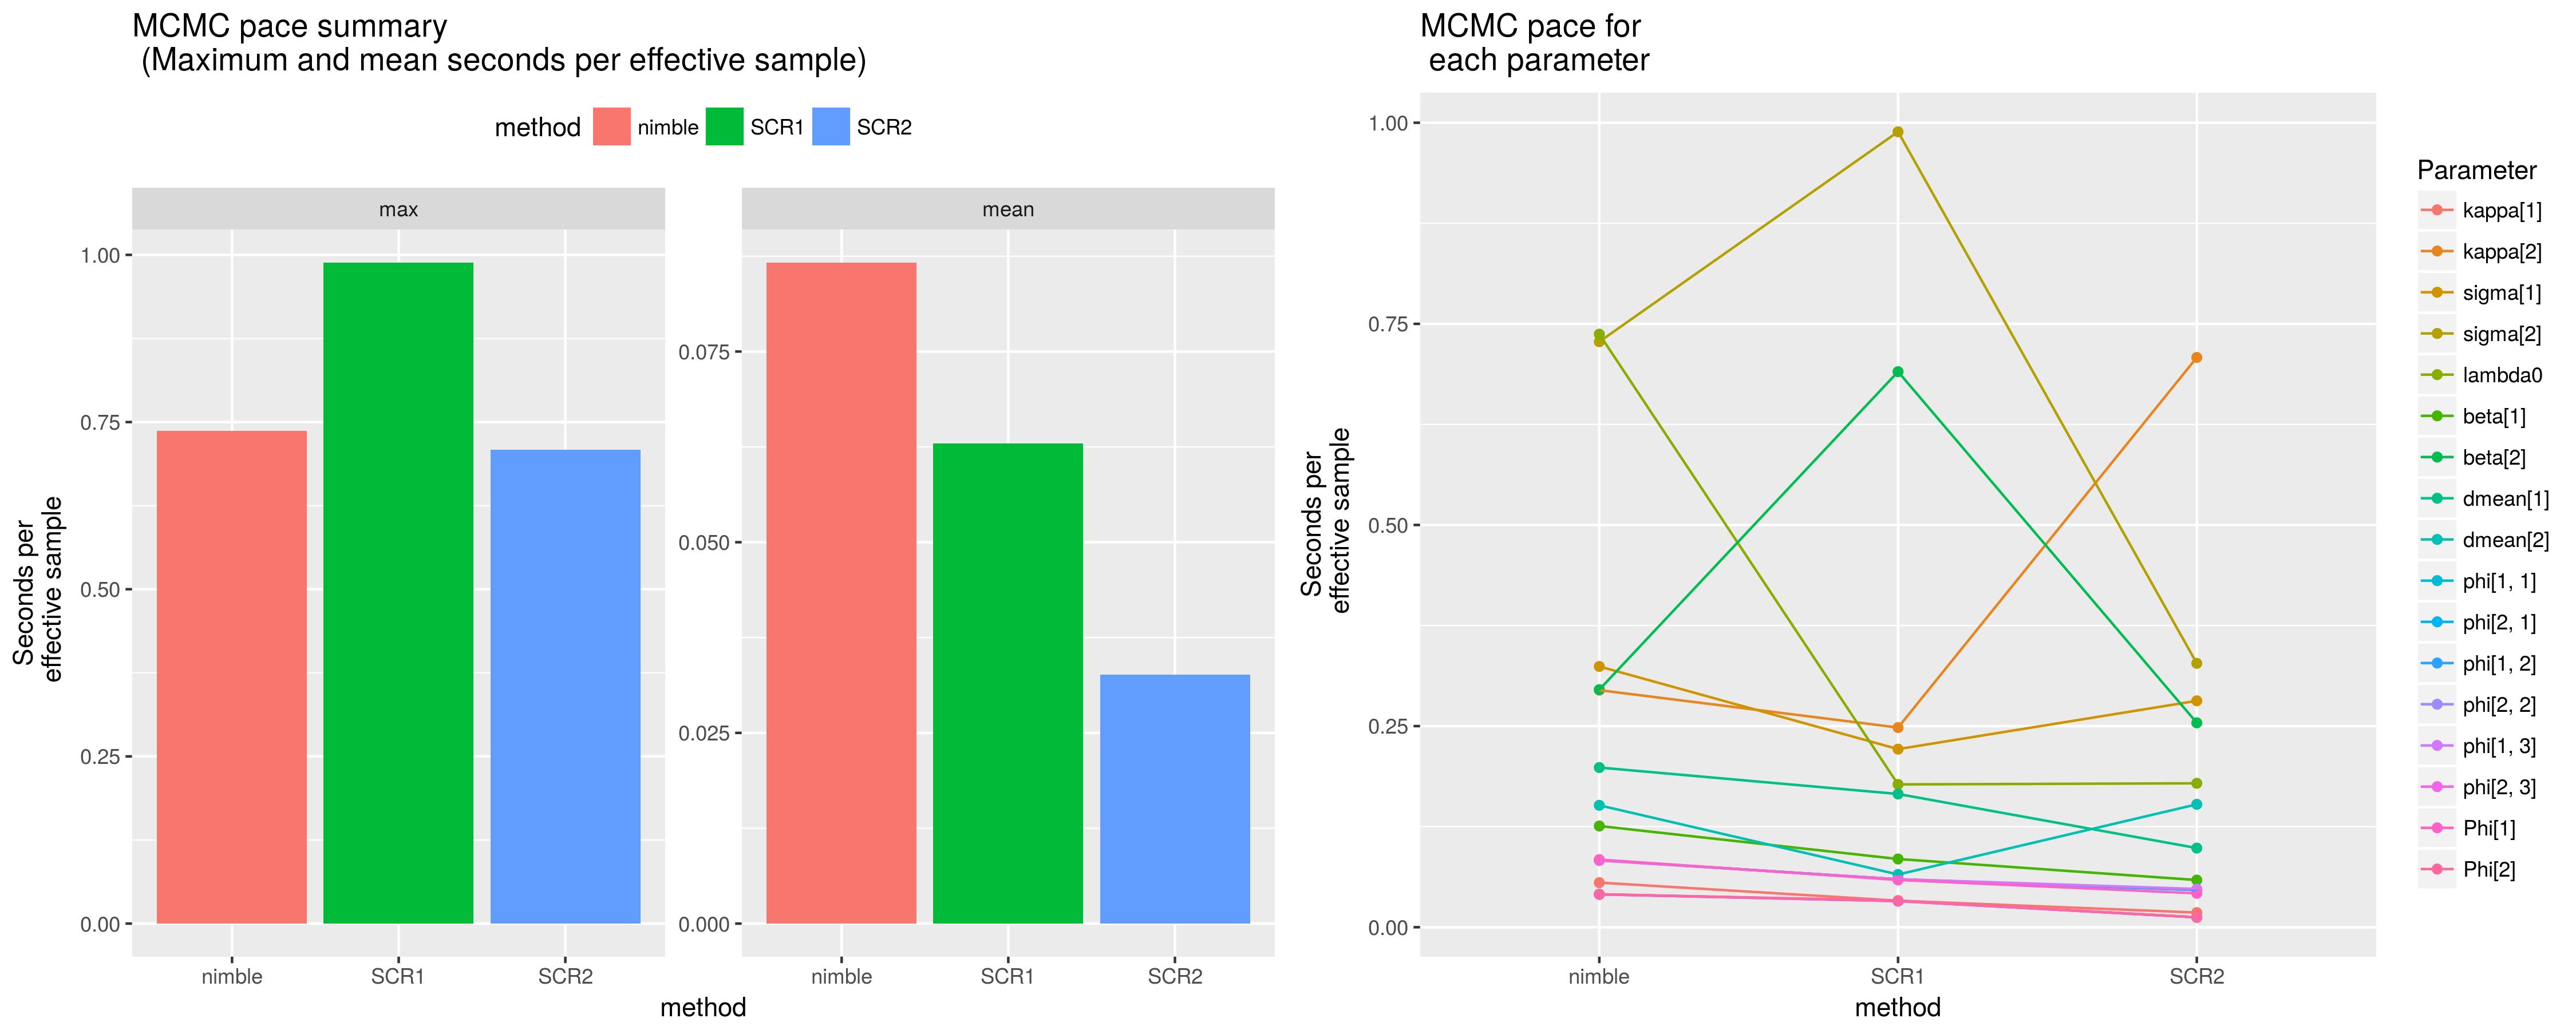 MCMC pace summary
(Maximum and mean seconds per effective sample)
method nimble SCR1 SCR2
max
mean
Seconds per
effective sample
1.00
0.75
0.50
0.25
0.00
0.075
0.050
0.025
0.000
nimble SCR1 SCR2
nimble SCR1 SCR2
method
MCMC pace for
each parameter
Seconds per
effective sample
1.00
0.75
0.50
0.25
0.00
nimble SCR1 SCR2
method
Parameter
kappa[1]
kappa[2]
sigma[1]
sigma[2]
lambda0
beta[1]
beta[2]
dmean[1]
dmean[2]
phi[1, 1]
phi[2, 1]
phi[1, 2]
phi[2, 2]
phi[1, 3]
phi[2, 3]
Phi[1]
Phi[2]